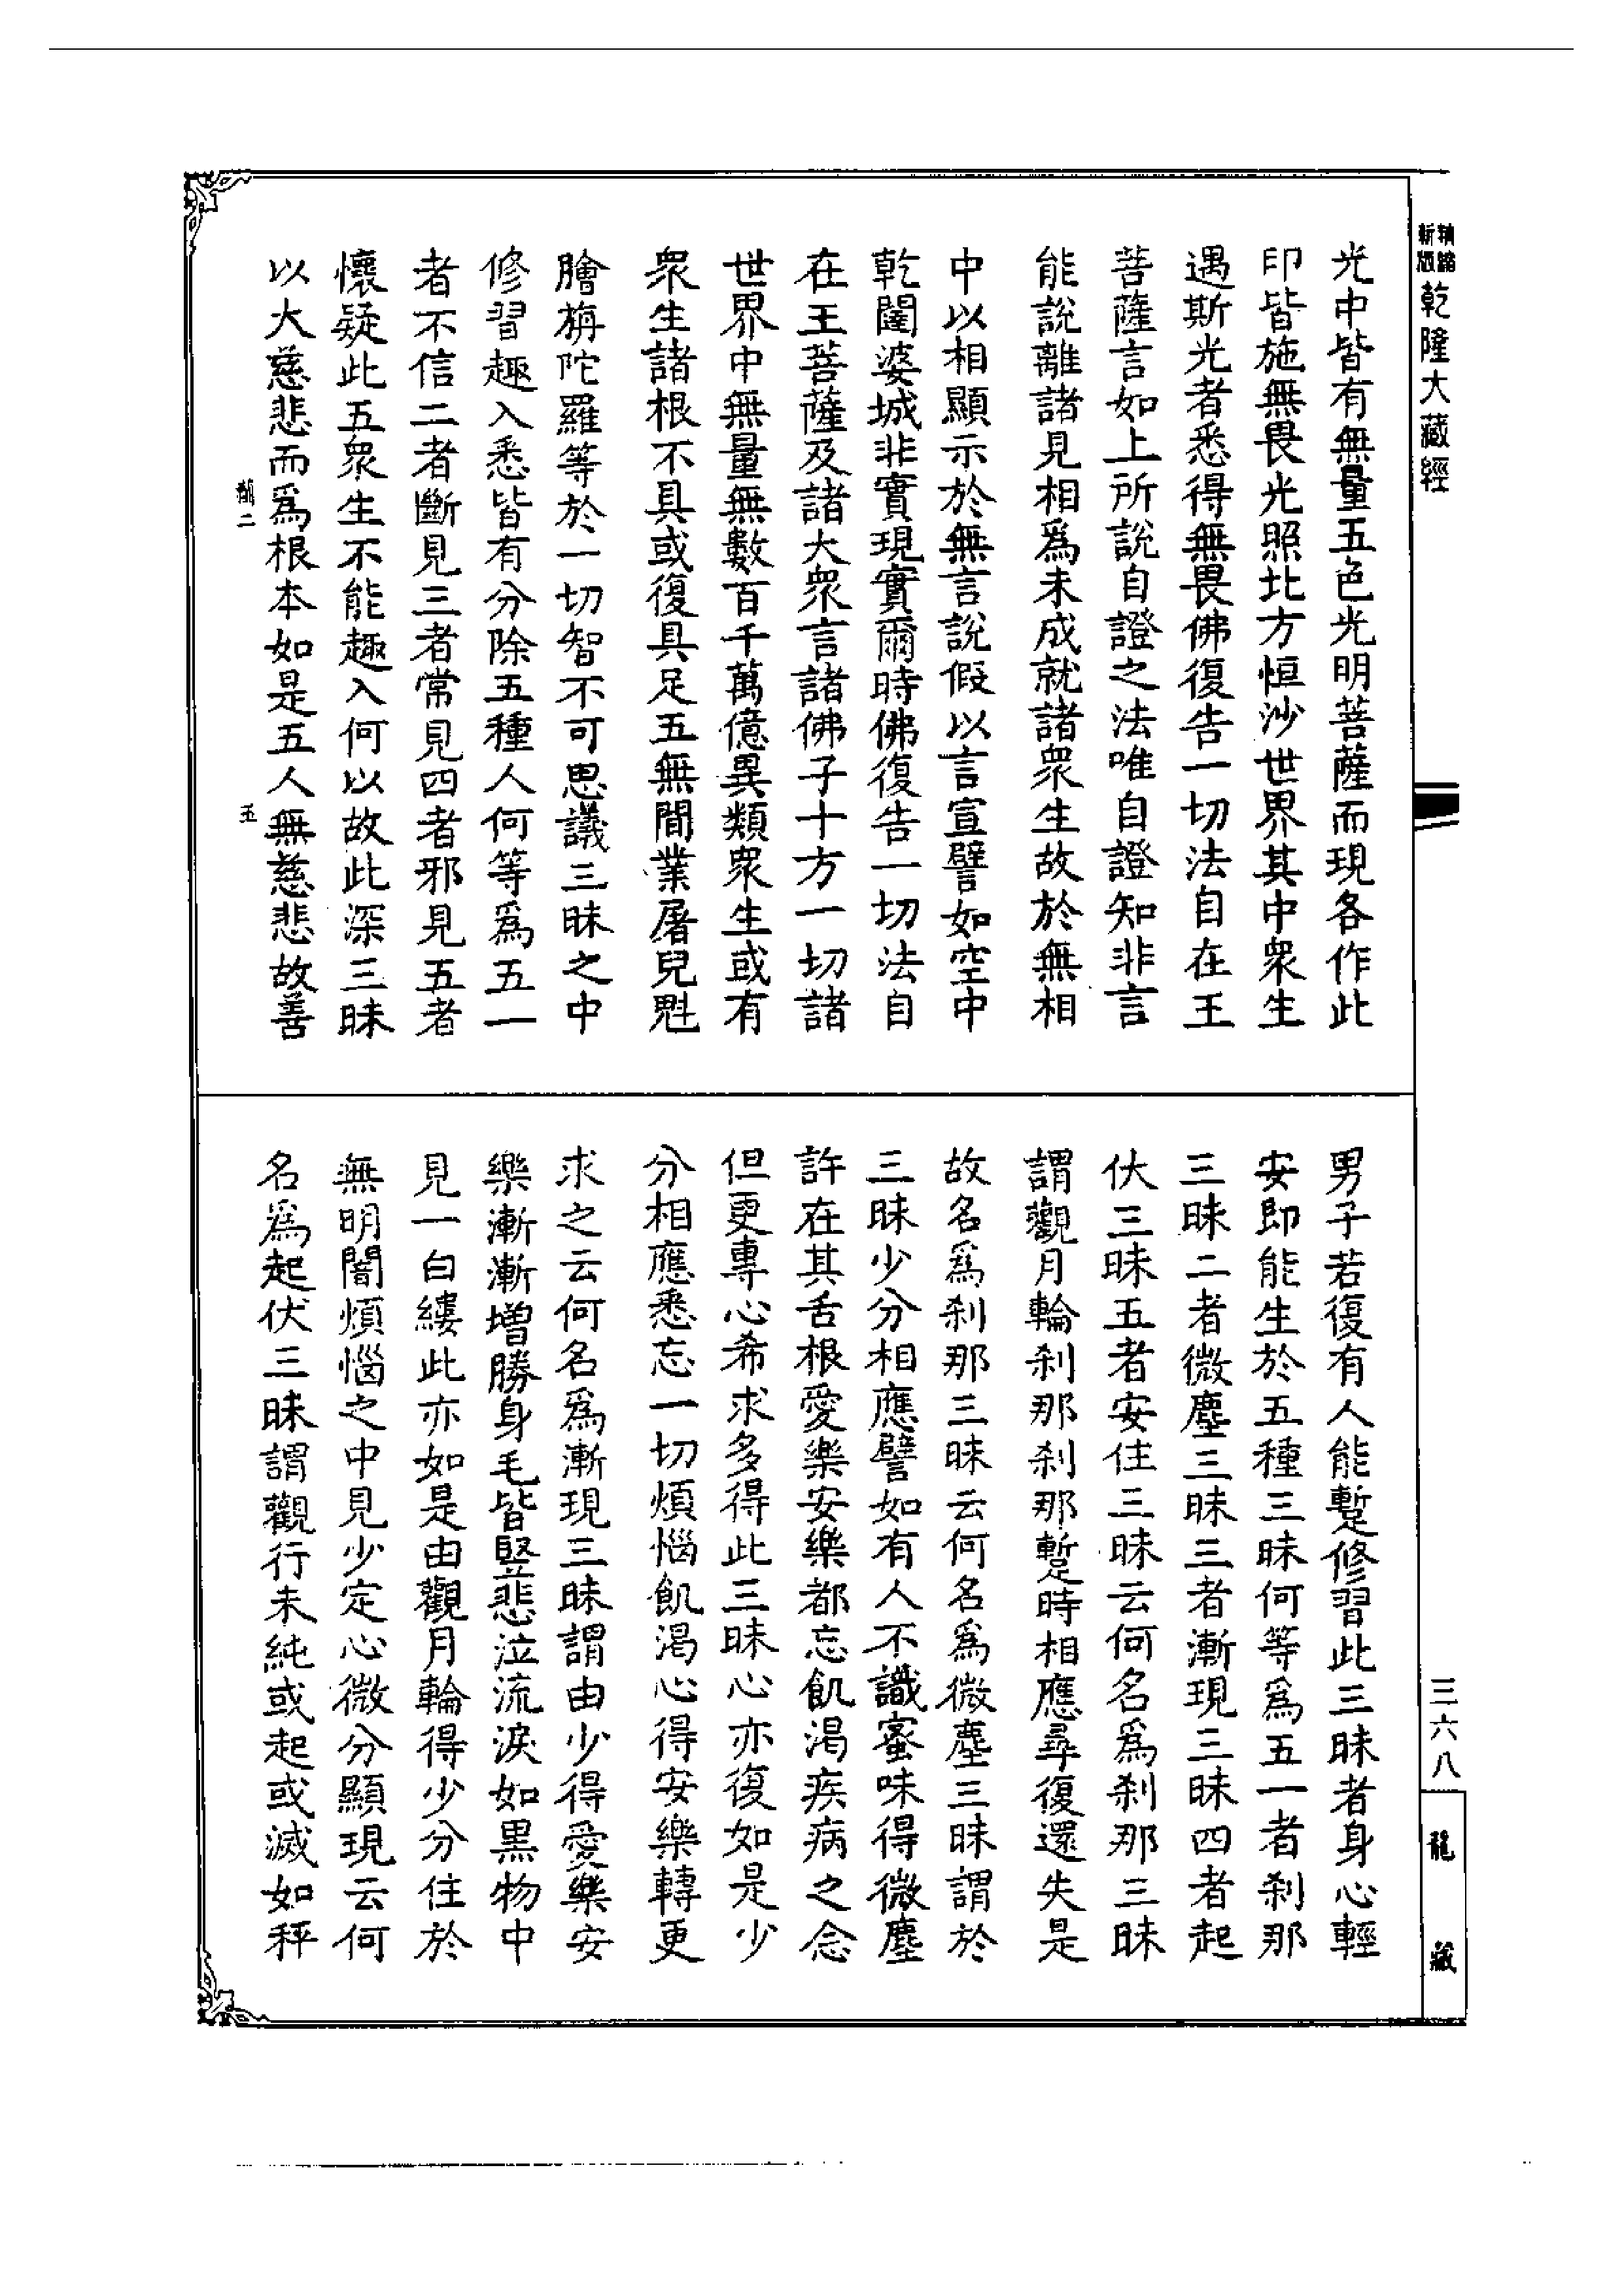 新編縮版 乾隆大藏經
光中皆有無量五色光明菩薩而現各作此
印皆施無畏光照北方恒沙世界其中衆生
遇斯光者悉得無畏佛復告一切法自在王
菩薩言如上所說自證之法唯自證知非言
能說離諸見相爲未成就諸衆生故於無相
中以相顯示於無言說假以言宣譬如空中
乾闥婆城非實現實爾時佛復告一切法自
在王菩薩及諸大衆言諸佛子十方一切諸
世界中無量無數百千萬億異類衆生或有
衆生諸根不具或復具足五無間業屠兒魁
膾旃陀羅等於一切智不可思議三昧之中
修習趣入悉皆有分除五種人何等爲五一
者不信二者斷見三者常見四者邪見五者
懷疑此五衆生不能趣入何以故此深三昧
以大慈悲而爲根本如是五人無慈悲故善
二
五
男子若復有人能蹔修習此三昧者身心輕
安即能生於五種三昧何等爲五一者刹那
三昧二者微塵三昧三者漸現三昧四者起
伏三昧五者安住三昧云何名爲刹那三昧
謂觀月輪刹那刹那蹔時相應尋復還失是
故名爲刹那三昧云何名爲微塵三昧謂於
三昧少分相應譬如有人不識蜜味得微塵
許在其舌根愛樂安樂都忘飢渴疾病之念
但更專心希求多得此三昧心亦復如是少
分相應悉忘一切煩惱飢渴心得安樂轉更
求之云何名爲漸現三昧謂由少得愛樂安
樂漸漸增勝身毛皆竪悲泣流淚如黒物中
見一白縷此亦如是由觀月輪得少分住於
無明闇煩惱之中見少定心微分顯現云何
名爲起伏三昧謂觀行未純或起或滅如秤
三六八
龍藏